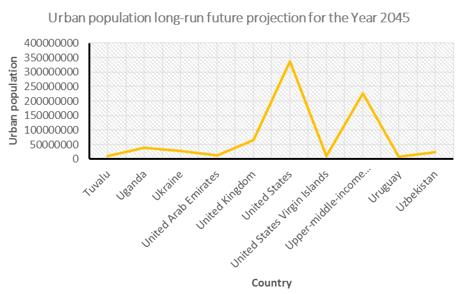 Urban population long-run future projection for the Year 2045
Urban population
400000000
350000000
300000000
250000000
200000000
150000000
100000000
50000000
0
Tuvalu
Uganda
Ukraine
United Arab Emirates
United Kingdom
United States
United States Virgin Islands
Upper-middle-income...
Uruguay
Uzbekistan
Country